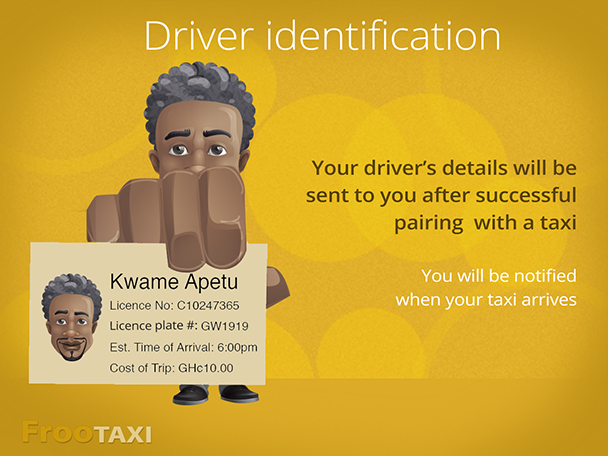 Driver identification
Your driver's details will be
sent to you after successful
pairing with a taxi
You will be notified
when your taxi arrives
Kwame Apetu
Licence No: C10247365
Licence plate #: GW1919
Est. Time of Arrival: 6:00pm
Cost of Trip: GHc10.00
FrooTAXI